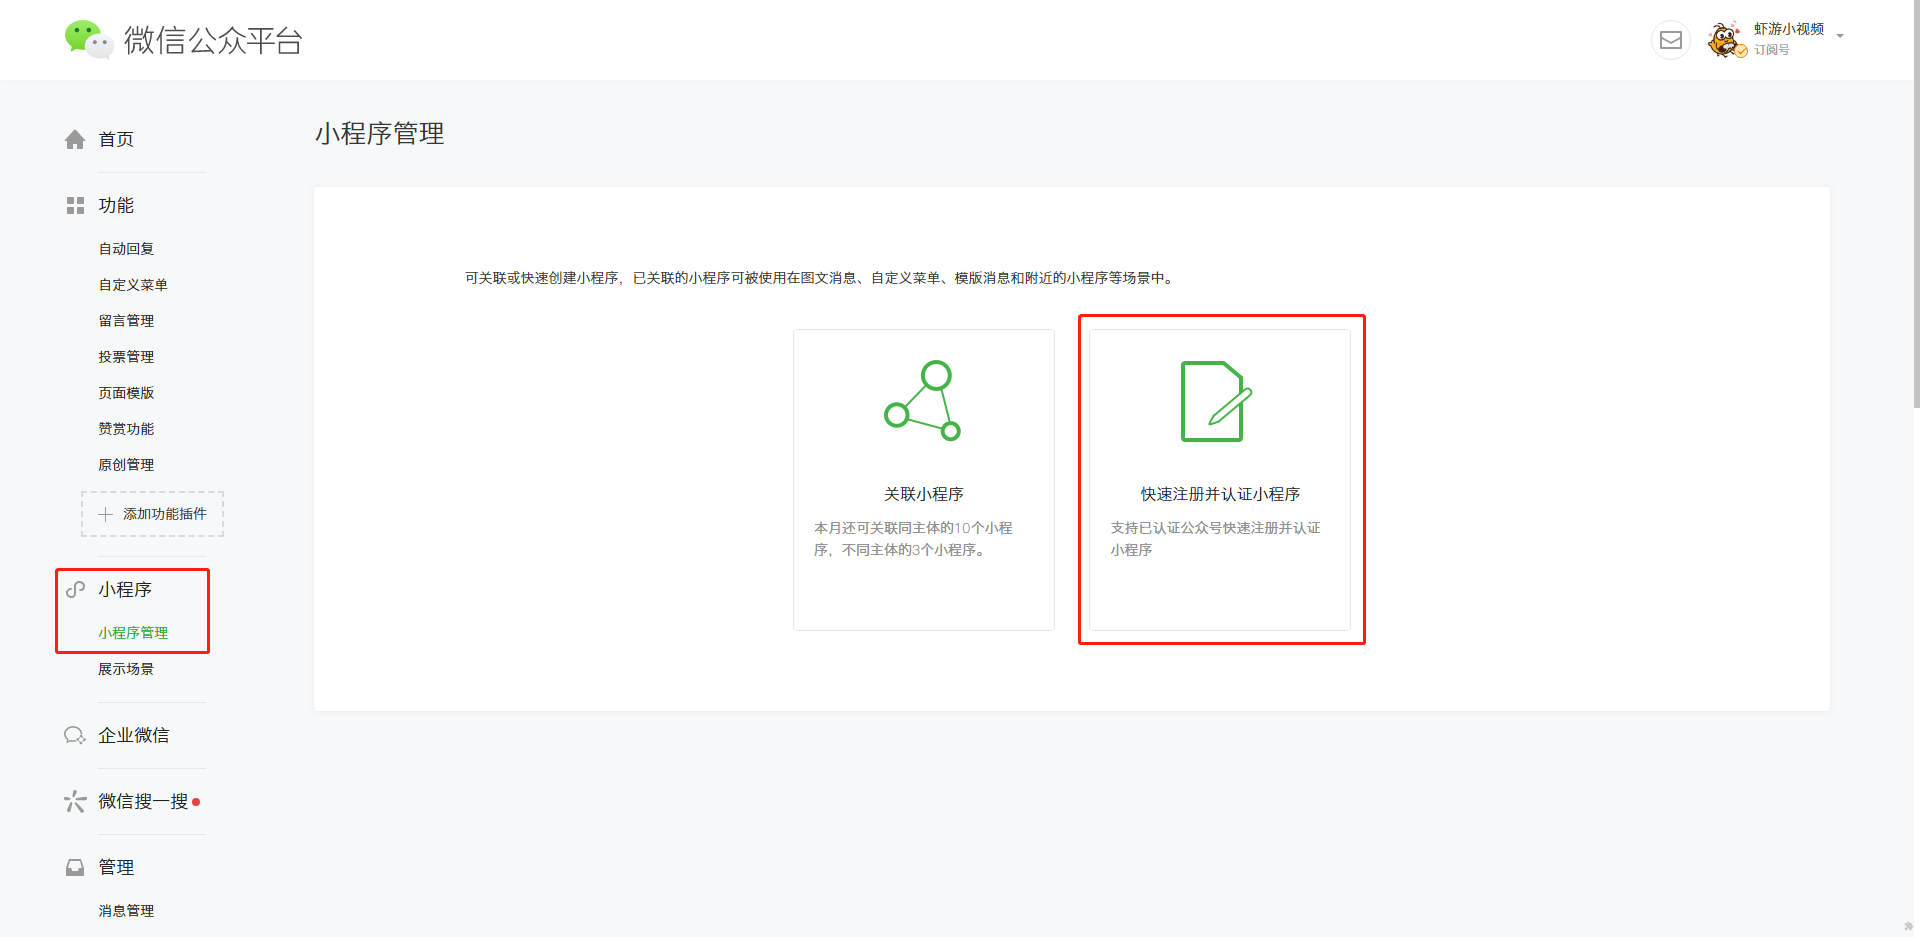 微信公众平台
虾游小视频
订阅号
首页
功能
自动回复
自定义菜单
留言管理
投票管理
页面模版
赞赏功能
原创管理
添加功能插件
小程序
小程序管理
展示场景
企业微信
微信搜一搜
管理
消息管理
小程序管理
可关联或快速创建小程序，已关联的小程序可被使用在图文消息、自定义菜单、模版消息和附近的小程序等场景中。
关联小程序
本月还可关联同主体的10个小程
序，不同主体的3个小程序。
快速注册并认证小程序
支持已认证公众号快速注册并认证
小程序